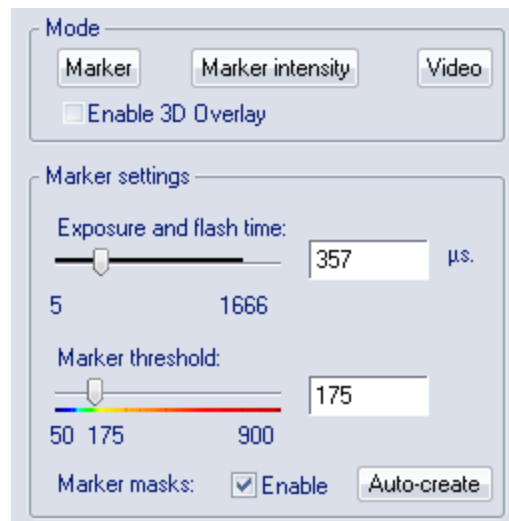 Mode
Marker Marker intensity Video
Enable 3D Overlay
Marker settings
Exposure and flash time:
357 µs.
5 1666
Marker threshold:
175
50 175 900
Marker masks: Enable Auto-create